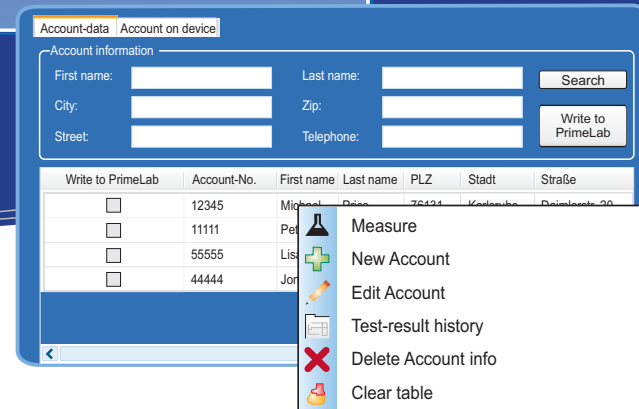 Account-data Account on device
Account information
First name: Last name: Search
City: Zip: Write to PrimeLab
Street: Telephone:
Write to PrimeLab Account-No. First name Last name PLZ Stadt Straße
12345
11111
55555
44444
Measure
New Account
Edit Account
Test-result history
Delete Account info
Clear table